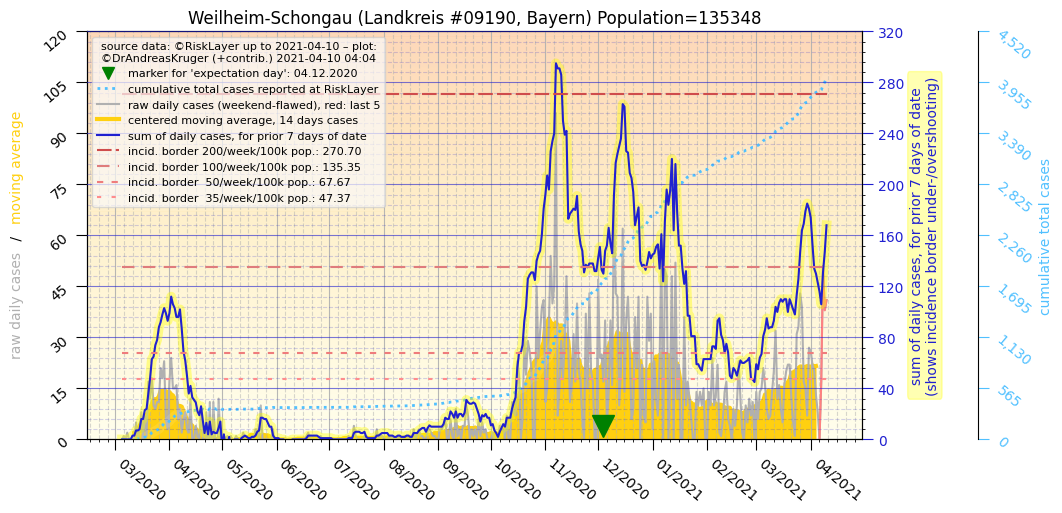 Weilheim-Schongau (Landkreis #09190, Bayern) Population=135348
source data: ©RiskLayer up to 2021-04-10 – plot:
©DrAndreasKruger (+contrib.) 2021-04-10 04:04
marker for 'expectation day': 04.12.2020
cumulative total cases reported at RiskLayer
raw daily cases (weekend-flawed), red: last 5
centered moving average, 14 days cases
sum of daily cases, for prior 7 days of date
incid. border 200/week/100k pop.: 270.70
incid. border 100/week/100k pop.: 135.35
incid. border  50/week/100k pop.: 67.67
incid. border  35/week/100k pop.: 47.37
raw daily cases  /  moving average
120
105
90
75
60
45
30
15
0
03/2020
04/2020
05/2020
06/2020
07/2020
08/2020
09/2020
10/2020
11/2020
12/2020
01/2021
02/2021
03/2021
04/2021
320
280
240
200
160
120
80
40
0
sum of daily cases, for prior 7 days of date
(shows incidence border under-/overshooting)
4,520
3,955
3,390
2,825
2,260
1,695
1,130
565
0
cumulative total cases